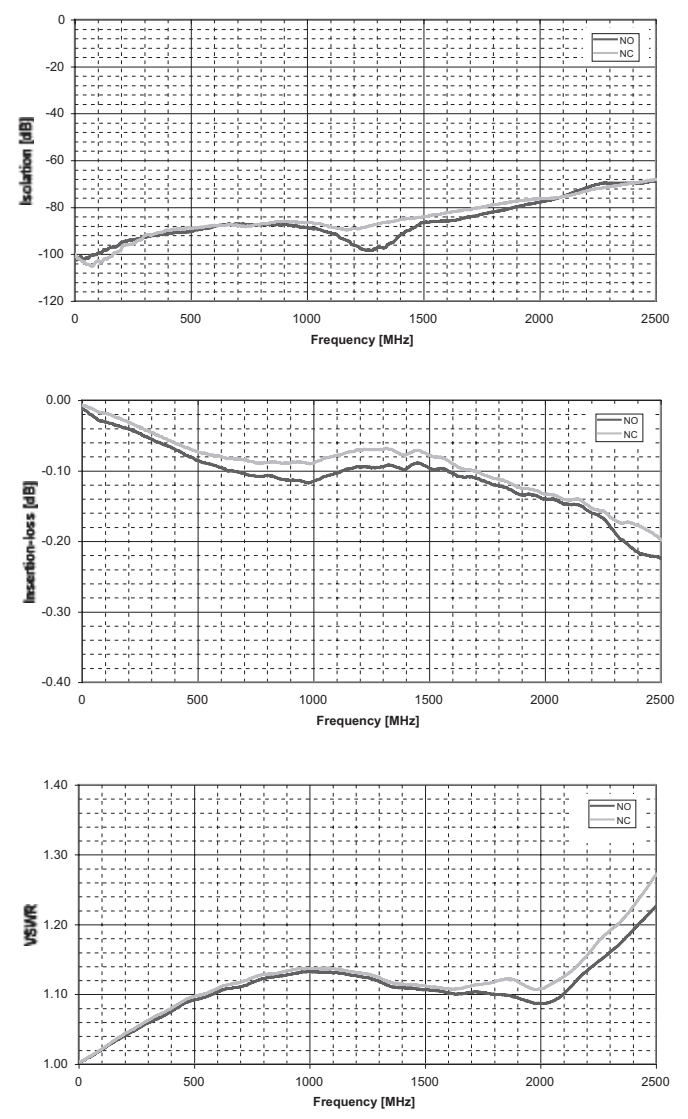 0
-20
-40
-60
-80
-100
-120
Isolation [dB]
NO
NC
0 500 1000 1500 2000 2500
Frequency [MHz]
0.00
-0.10
-0.20
-0.30
-0.40
Insertion-loss [dB]
NO
NC
0 500 1000 1500 2000 2500
Frequency [MHz]
1.40
1.30
1.20
1.10
1.00
VSWR
NO
NC
0 500 1000 1500 2000 2500
Frequency [MHz]